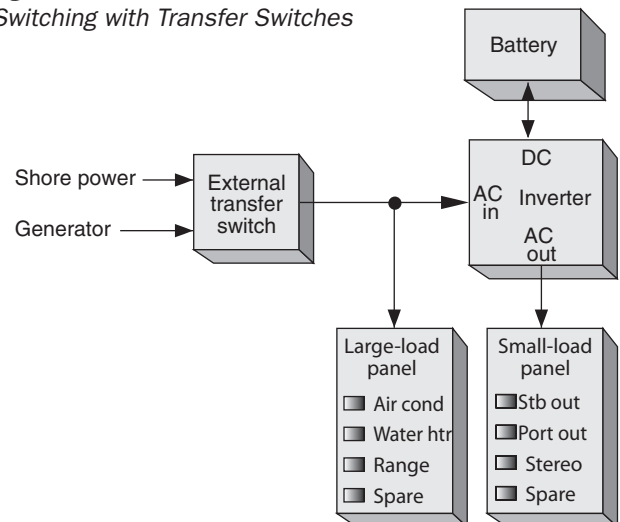 Switching with Transfer Switches
Battery
Shore power
Generator
External
transfer
switch
DC
AC
in
Inverter
AC
out
Large-load
panel
Air cond
Water htr
Range
Spare
Small-load
panel
Stb out
Port out
Stereo
Spare